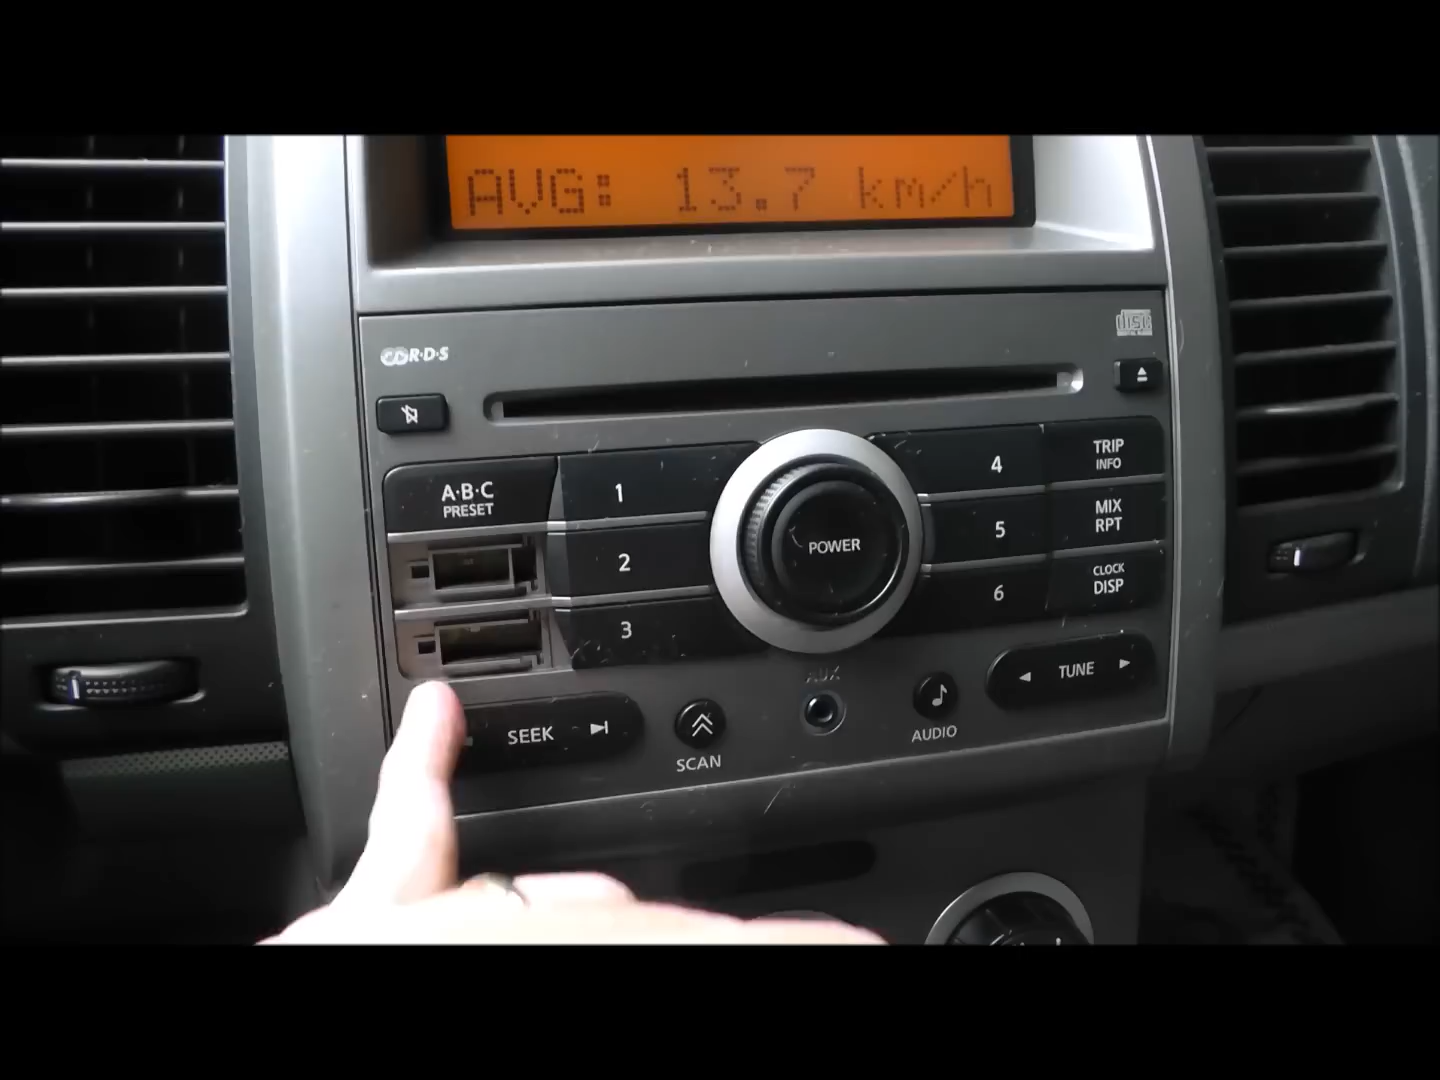 AVG: 13.7 km/h
CD R·D·S
disc
A·B·C
PRESET
1
2
3
POWER
4
5
6
TRIP
INFO
MIX
RPT
CLOCK
DISP
SEEK
SCAN
AUX
AUDIO
TUNE